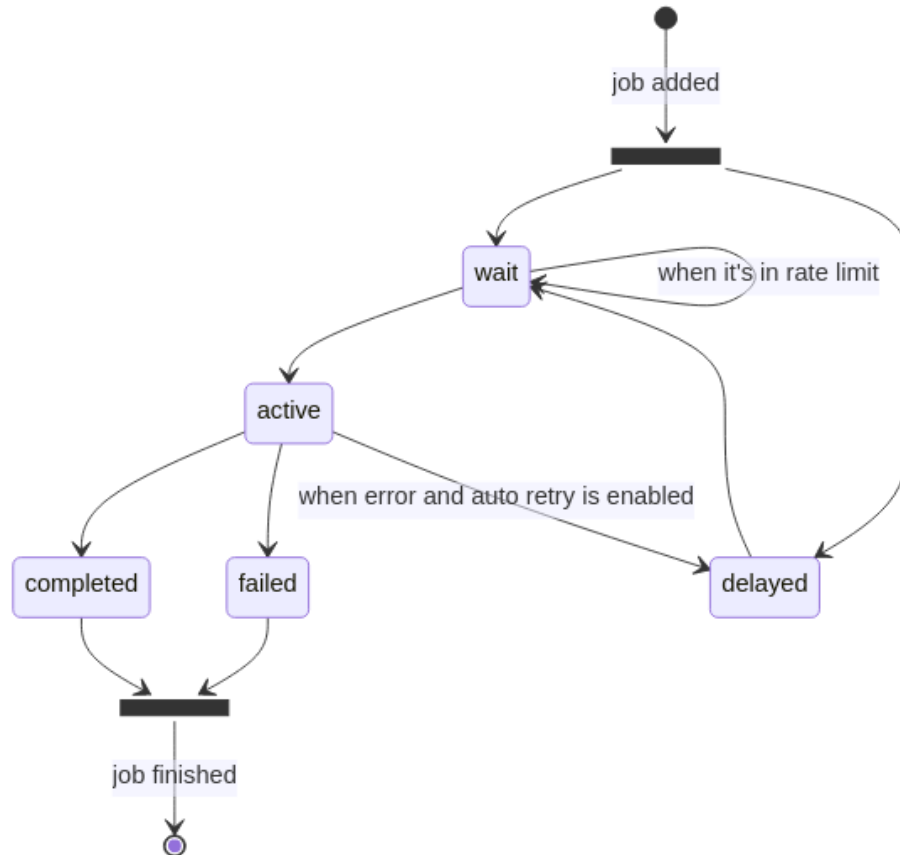 job added
wait
when it's in rate limit
active
when error and auto retry is enabled
completed
failed
delayed
job finished